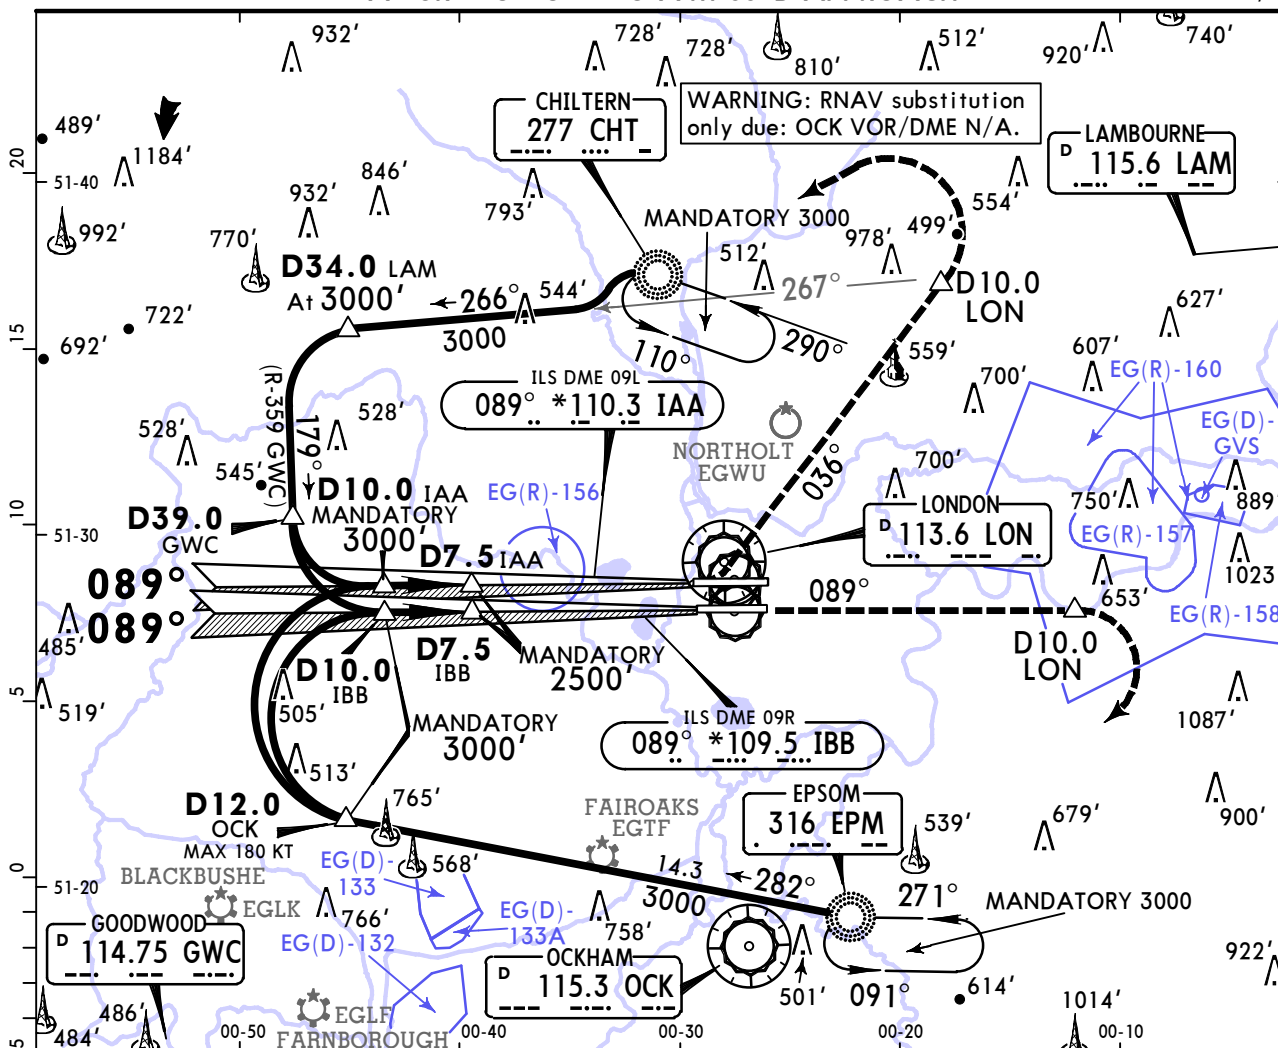 932'
728'
728'
810'
512'
920'
740'
CHILTERN
277 CHT
WARNING: RNAV substitution
only due: OCK VOR/DME N/A.
LAMBOURNE
D 115.6 LAM
489'
1184'
20
51-40
932'
846'
793'
554'
499'
992'
770'
MANDATORY 3000
512'
978'
D34.0 LAM
At 3000'
266°
544'
267°
D10.0
LON
627'
722'
692'
15
3000
110°
290°
559'
607'
EG(R)-160
700'
ILS DME 09L
089° *110.3 IAA
(R-359 GWC)
179°
528'
528'
545'
NORTHOLT
EGWU
036°
700'
EG(D)-
GVS
889'
750'
EG(R)-157
D10.0 IAA
MANDATORY
3000'
EG(R)-156
LONDON
D 113.6 LON
10
51-30
D39.0
GWC
D7.5 IAA
1023
089°
089°
089°
653'
EG(R)-158
485'
D10.0
IBB
D7.5
IBB
MANDATORY
2500'
D10.0
LON
5
519'
505'
1087'
MANDATORY
3000'
ILS DME 09R
089° *109.5 IBB
513'
D12.0
OCK
MAX 180 KT
765'
FAIROAKS
EGTF
EPSOM
316 EPM
539'
679'
900'
0
51-20
BLACKBUSHE
EGLK
EG(D)-
133
568'
14.3
3000
282°
271°
MANDATORY 3000
766'
EG(D)-
133A
758'
GOODWOOD
D 114.75 GWC
EG(D)-132
OCKHAM
D 115.3 OCK
501'
091°
614'
922'
486'
484'
EGLF
FARNBOROUGH
1014'
5
00-50
00-40
00-30
00-20
00-10